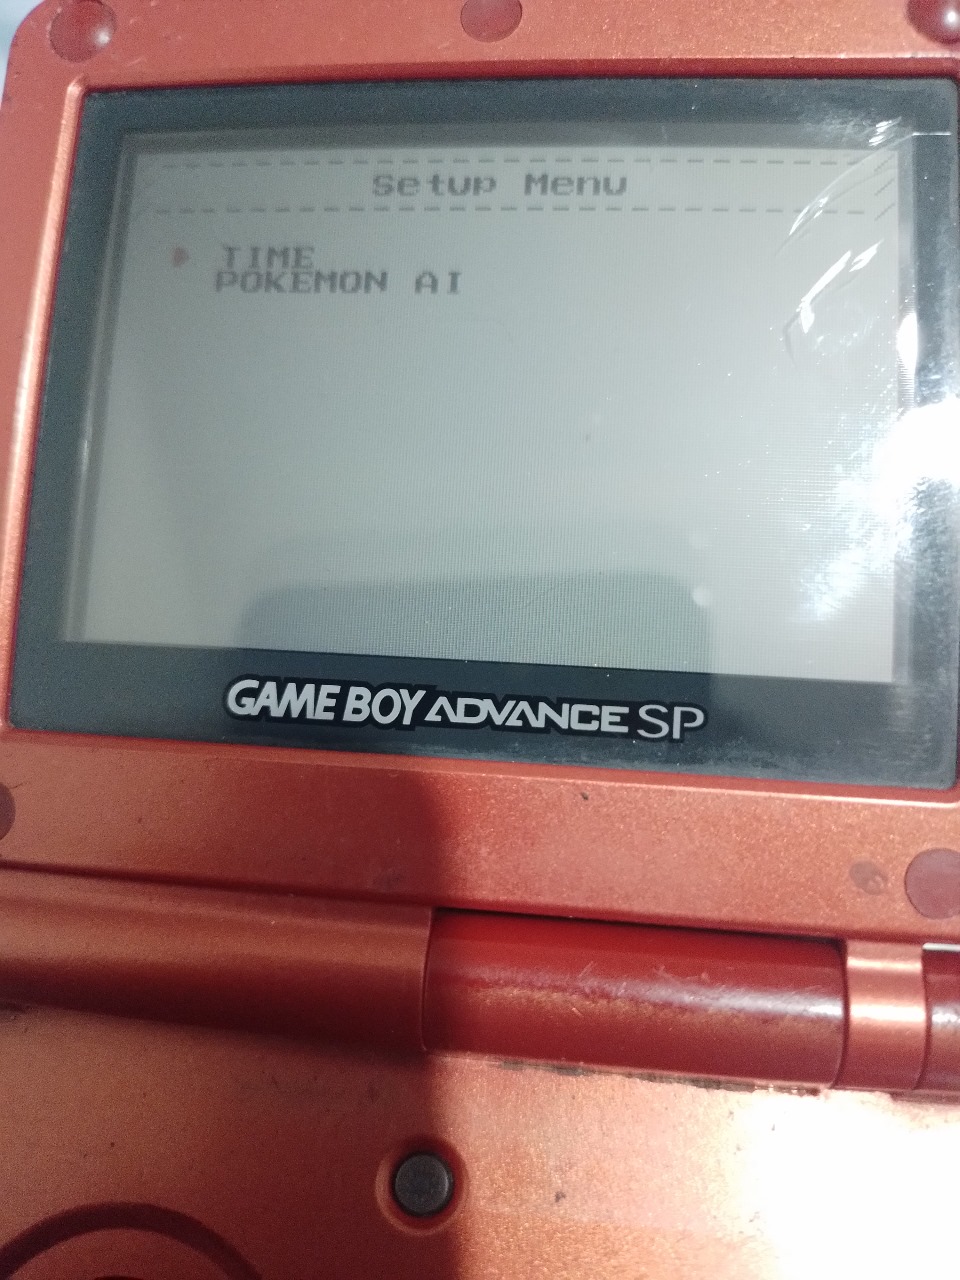 Setup Menu
TIME
POKEMON AI
GAME BOY ADVANCE SP